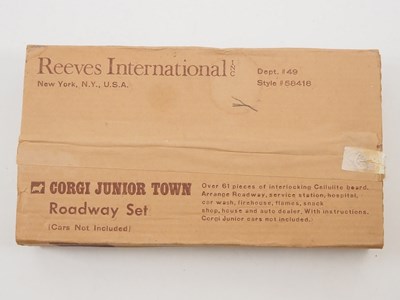 Reeves International INC
Dept. #49
New York, N.Y., U.S.A.
Style #66416
CORGI JUNIOR TOWN
Roadway Set
(Cars Not Included)
Over 61 pieces of interlocking Cellulite board.
Arrange Roadway, service station, hospital,
car wash, firehouse, flames, snack
shop, house and auto dealer. With instructions.
Corgi Junior cars not included.